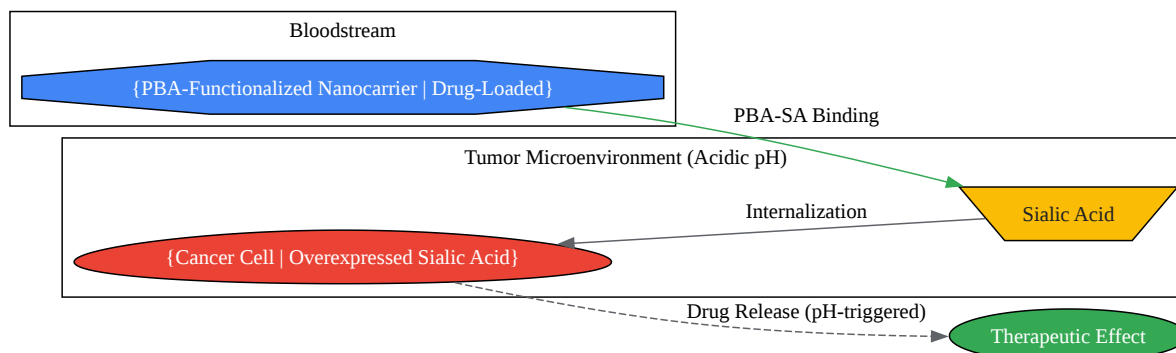 Bloodstream
{PBA-Functionalized Nanocarrier | Drug-Loaded}
PBA-SA Binding
Tumor Microenvironment (Acidic pH)
Sialic Acid
Internalization
{Cancer Cell | Overexpressed Sialic Acid}
Drug Release (pH-triggered)
Therapeutic Effect